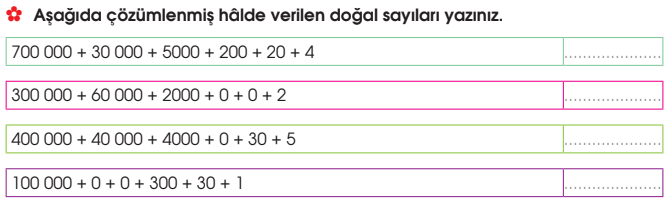 Aşağıda çözümlenmiş hâlde verilen doğal sayıları yazınız.
700 000 + 30 000 + 5000 + 200 + 20 + 4 .....................
300 000 + 60 000 + 2000 + 0 + 0 + 2 .....................
400 000 + 40 000 + 4000 + 0 + 30 + 5 .....................
100 000 + 0 + 0 + 300 + 30 + 1 .....................